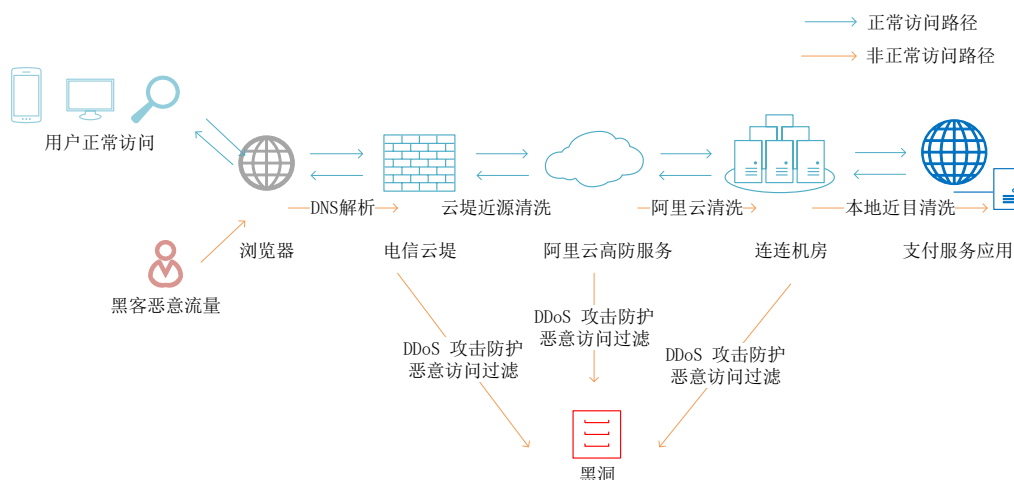 正常访问路径
非正常访问路径
用户正常访问
DNS解析
云堤近源清洗
阿里云清洗
本地近目清洗
浏览器
电信云堤
阿里云高防服务
连连机房
支付服务应用
黑客恶意流量
DDoS 攻击防护
恶意访问过滤
DDoS 攻击防护
恶意访问过滤
DDoS 攻击防护
恶意访问过滤
黑洞